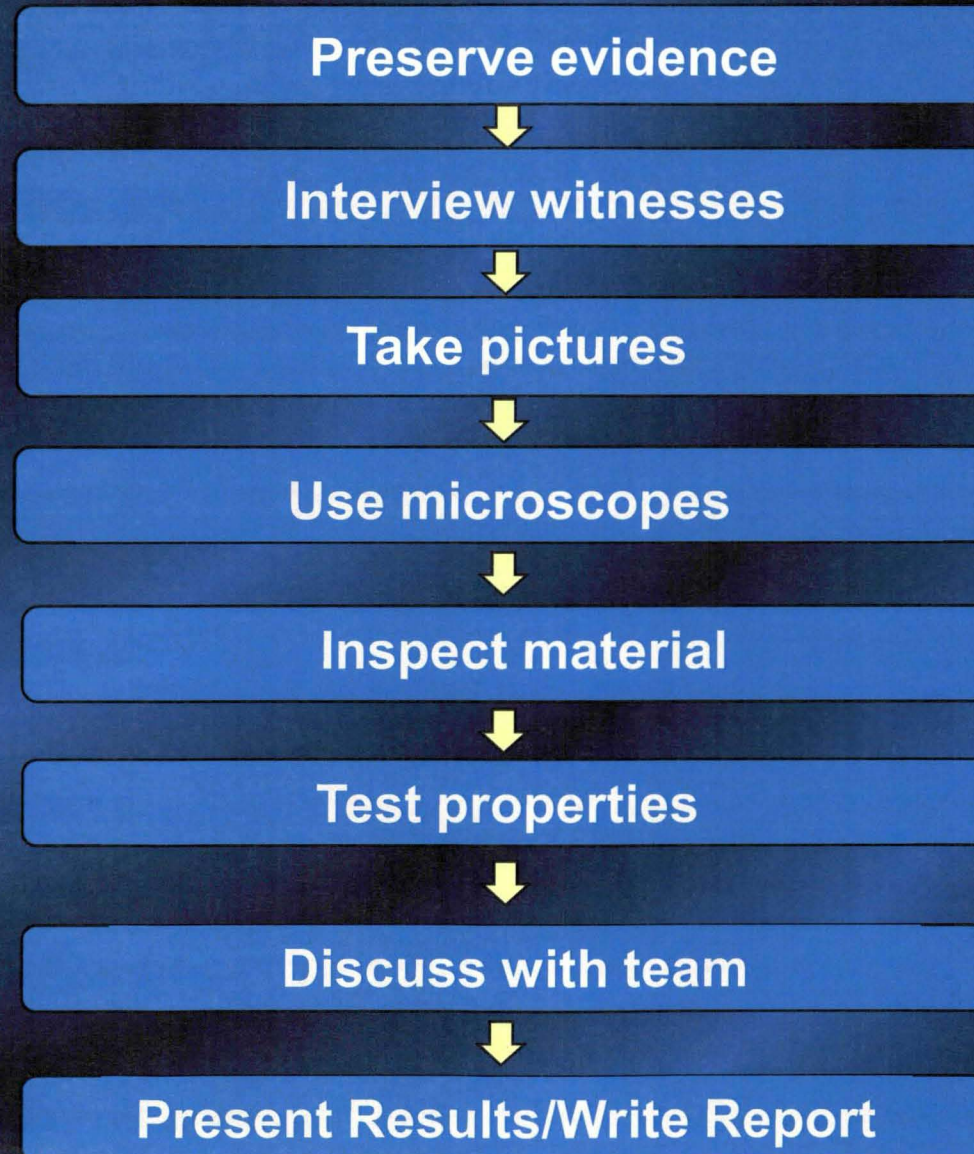 Preserve evidence
Interview witnesses
Take pictures
Use microscopes
Inspect material
Test properties
Discuss with team
Present Results/Write Report